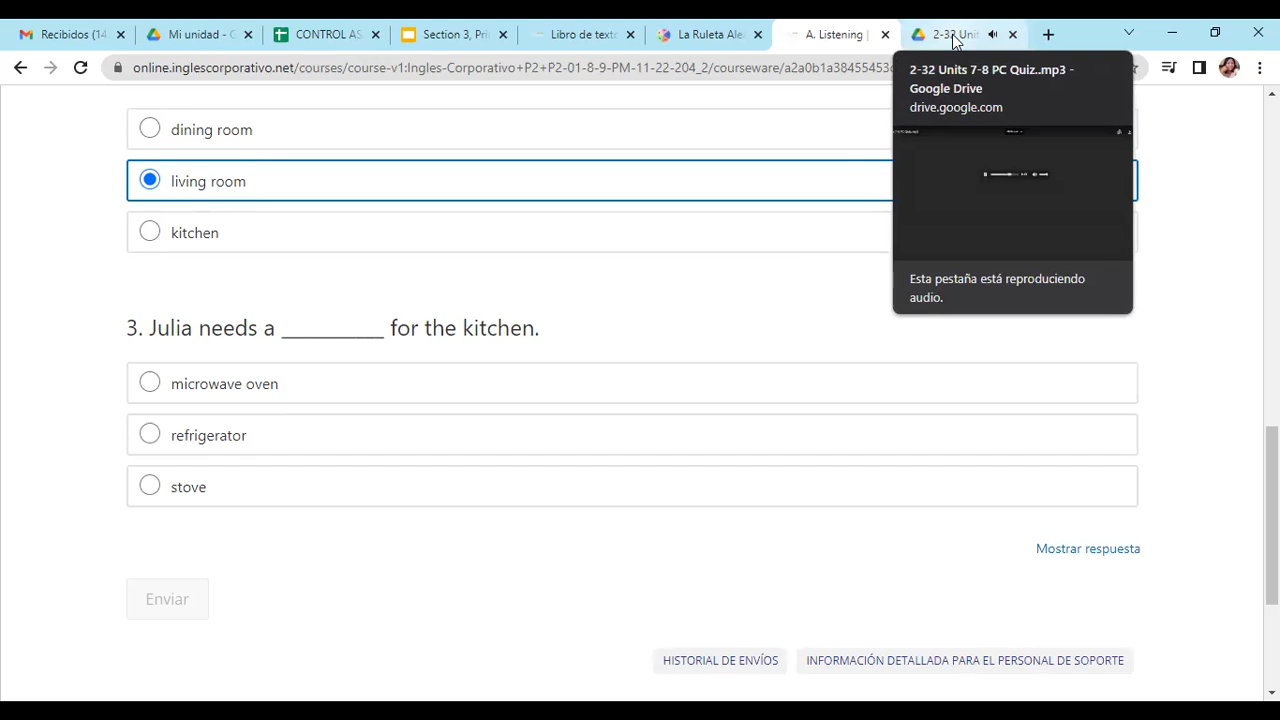 Recibidos (14.
Mi unidad - G
CONTROL AS
Section 3, Pri
Libro de texto
La Ruleta Alea
A. Listening |
2-32 Unit
online.inglescorporativo.net/courses/course-v1:Ingles-Corporativo+P2+P2-01-8-9-PM-11-22-204_2/courseware/a2a0b1a38455453c
2-32 Units 7-8 PC Quiz..mp3 -
Google Drive
drive.google.com
Esta pestaña está reproduciendo
audio.
dining room
living room
kitchen
3. Julia needs a __________ for the kitchen.
microwave oven
refrigerator
stove
Mostrar respuesta
Enviar
HISTORIAL DE ENVÍOS
INFORMACIÓN DETALLADA PARA EL PERSONAL DE SOPORTE